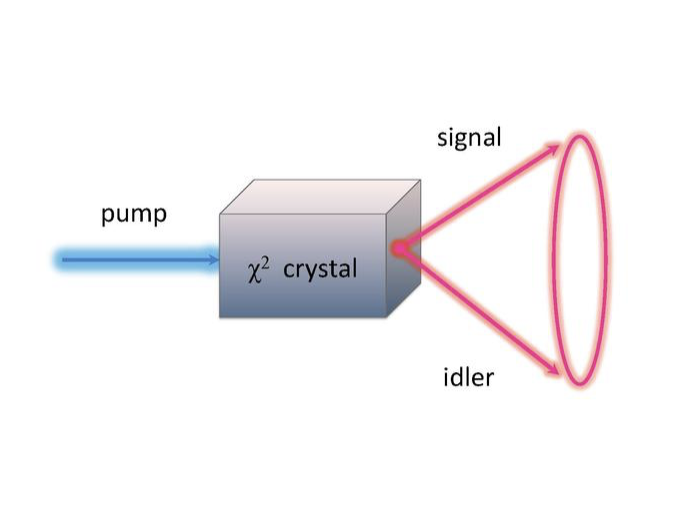 signal
pump
χ² crystal
idler